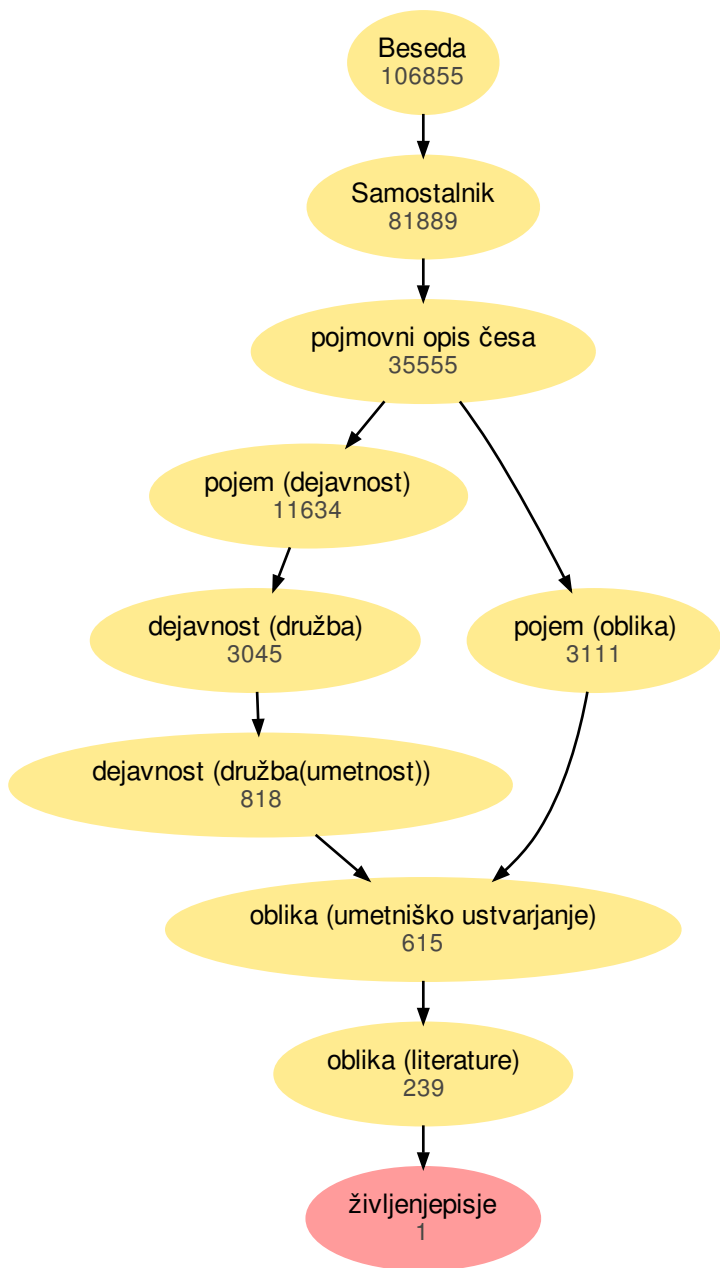 Beseda
106855
Samostalnik
81889
pojmovni opis česa
35555
pojem (dejavnost)
11634
dejavnost (družba)
3045
pojem (oblika)
3111
dejavnost (družba(umetnost))
818
oblika (umetniško ustvarjanje)
615
oblika (literature)
239
življenjepisje
1